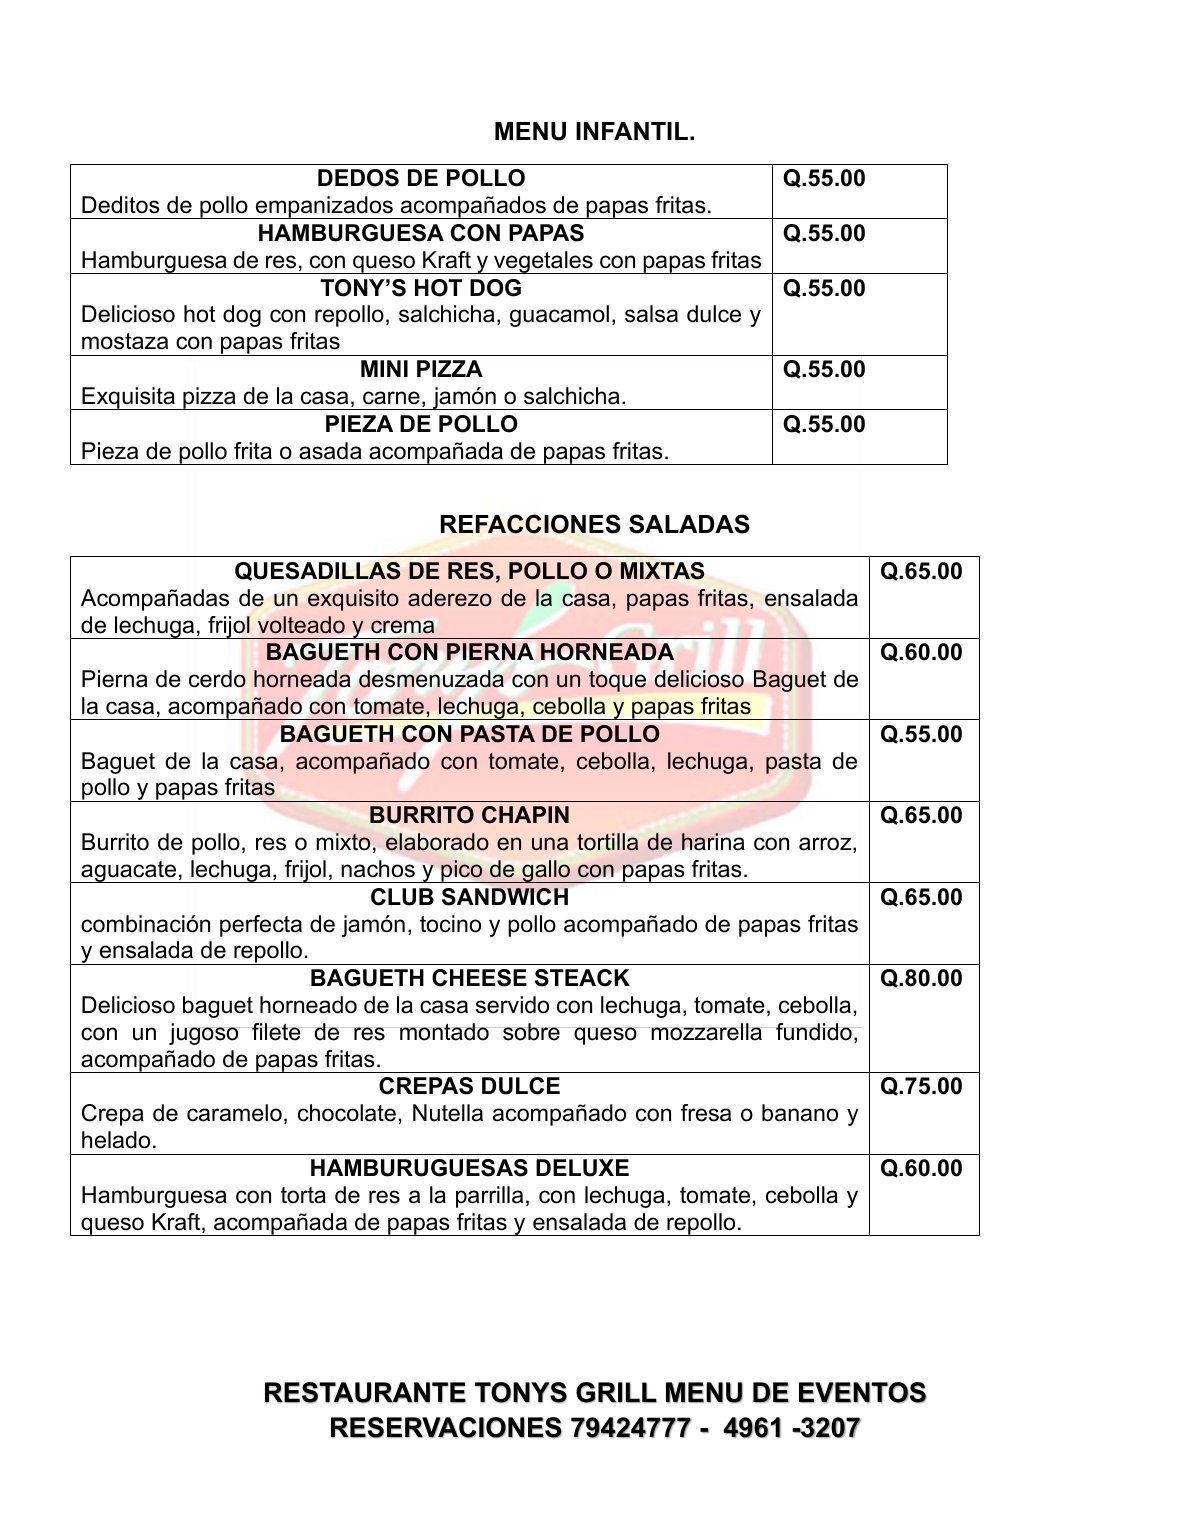 MENU INFANTIL.
DEDOS DE POLLO
Q.55.00
Deditos de pollo empanizados acompañados de papas fritas.
HAMBURGUESA CON PAPAS
Q.55.00
Hamburguesa de res, con queso Kraft y vegetales con papas fritas
TONY’S HOT DOG
Q.55.00
Delicioso hot dog con repollo, salchicha, guacamol, salsa dulce y
mostaza con papas fritas
MINI PIZZA
Q.55.00
Exquisita pizza de la casa, carne, jamón o salchicha.
PIEZA DE POLLO
Q.55.00
Pieza de pollo frita o asada acompañada de papas fritas.
REFACCIONES SALADAS
QUESADILLAS DE RES, POLLO O MIXTAS
Q.65.00
Acompañadas de un exquisito aderezo de la casa, papas fritas, ensalada
de lechuga, frijol volteado y crema
BAGUETH CON PIERNA HORNEADA
Q.60.00
Pierna de cerdo horneada desmenuzada con un toque delicioso Baguet de
la casa, acompañado con tomate, lechuga, cebolla y papas fritas
BAGUETH CON PASTA DE POLLO
Q.55.00
Baguet de la casa, acompañado con tomate, cebolla, lechuga, pasta de
pollo y papas fritas
BURRITO CHAPIN
Q.65.00
Burrito de pollo, res o mixto, elaborado en una tortilla de harina con arroz,
aguacate, lechuga, frijol, nachos y pico de gallo con papas fritas.
CLUB SANDWICH
Q.65.00
combinación perfecta de jamón, tocino y pollo acompañado de papas fritas
y ensalada de repollo.
BAGUETH CHEESE STEACK
Q.80.00
Delicioso baguet horneado de la casa servido con lechuga, tomate, cebolla,
con un jugoso filete de res montado sobre queso mozzarella fundido,
acompañado de papas fritas.
CREPAS DULCE
Q.75.00
Crepa de caramelo, chocolate, Nutella acompañado con fresa o banano y
helado.
HAMBURUGUESAS DELUXE
Q.60.00
Hamburguesa con torta de res a la parrilla, con lechuga, tomate, cebolla y
queso Kraft, acompañada de papas fritas y ensalada de repollo.
Tony's Grill
RESTAURANTE TONYS GRILL MENU DE EVENTOS
RESERVACIONES 79424777 - 4961 -3207